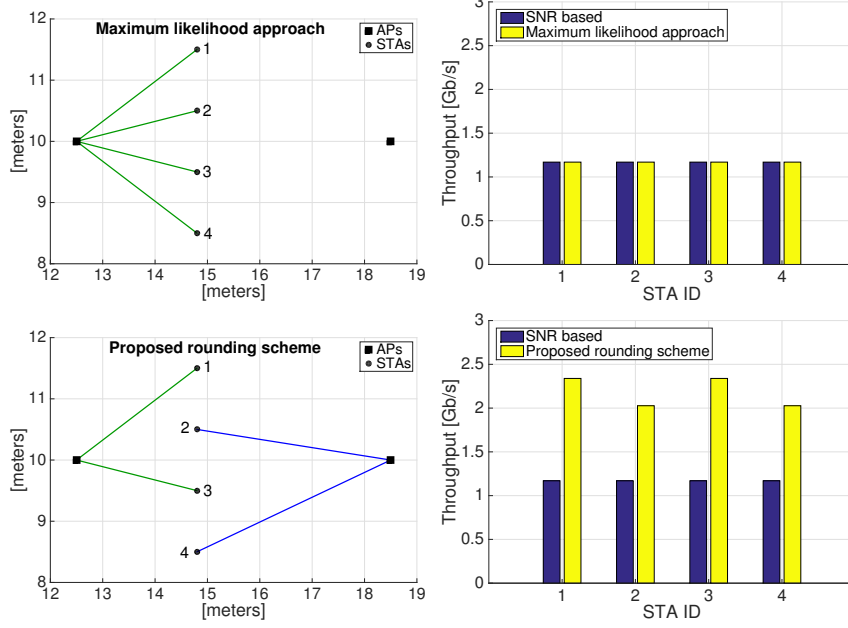 Maximum likelihood approach
APs
STAs
1
2
3
4
12
11
10
9
8
[meters]
12 13 14 15 16 17 18 19
[meters]
SNR based
Maximum likelihood approach
3
2.5
2
1.5
1
0.5
0
Throughput [Gb/s]
1 2 3 4
STA ID
Proposed rounding scheme
APs
STAs
1
2
3
4
12
11
10
9
8
[meters]
12 13 14 15 16 17 18 19
[meters]
SNR based
Proposed rounding scheme
3
2.5
2
1.5
1
0.5
0
Throughput [Gb/s]
1 2 3 4
STA ID